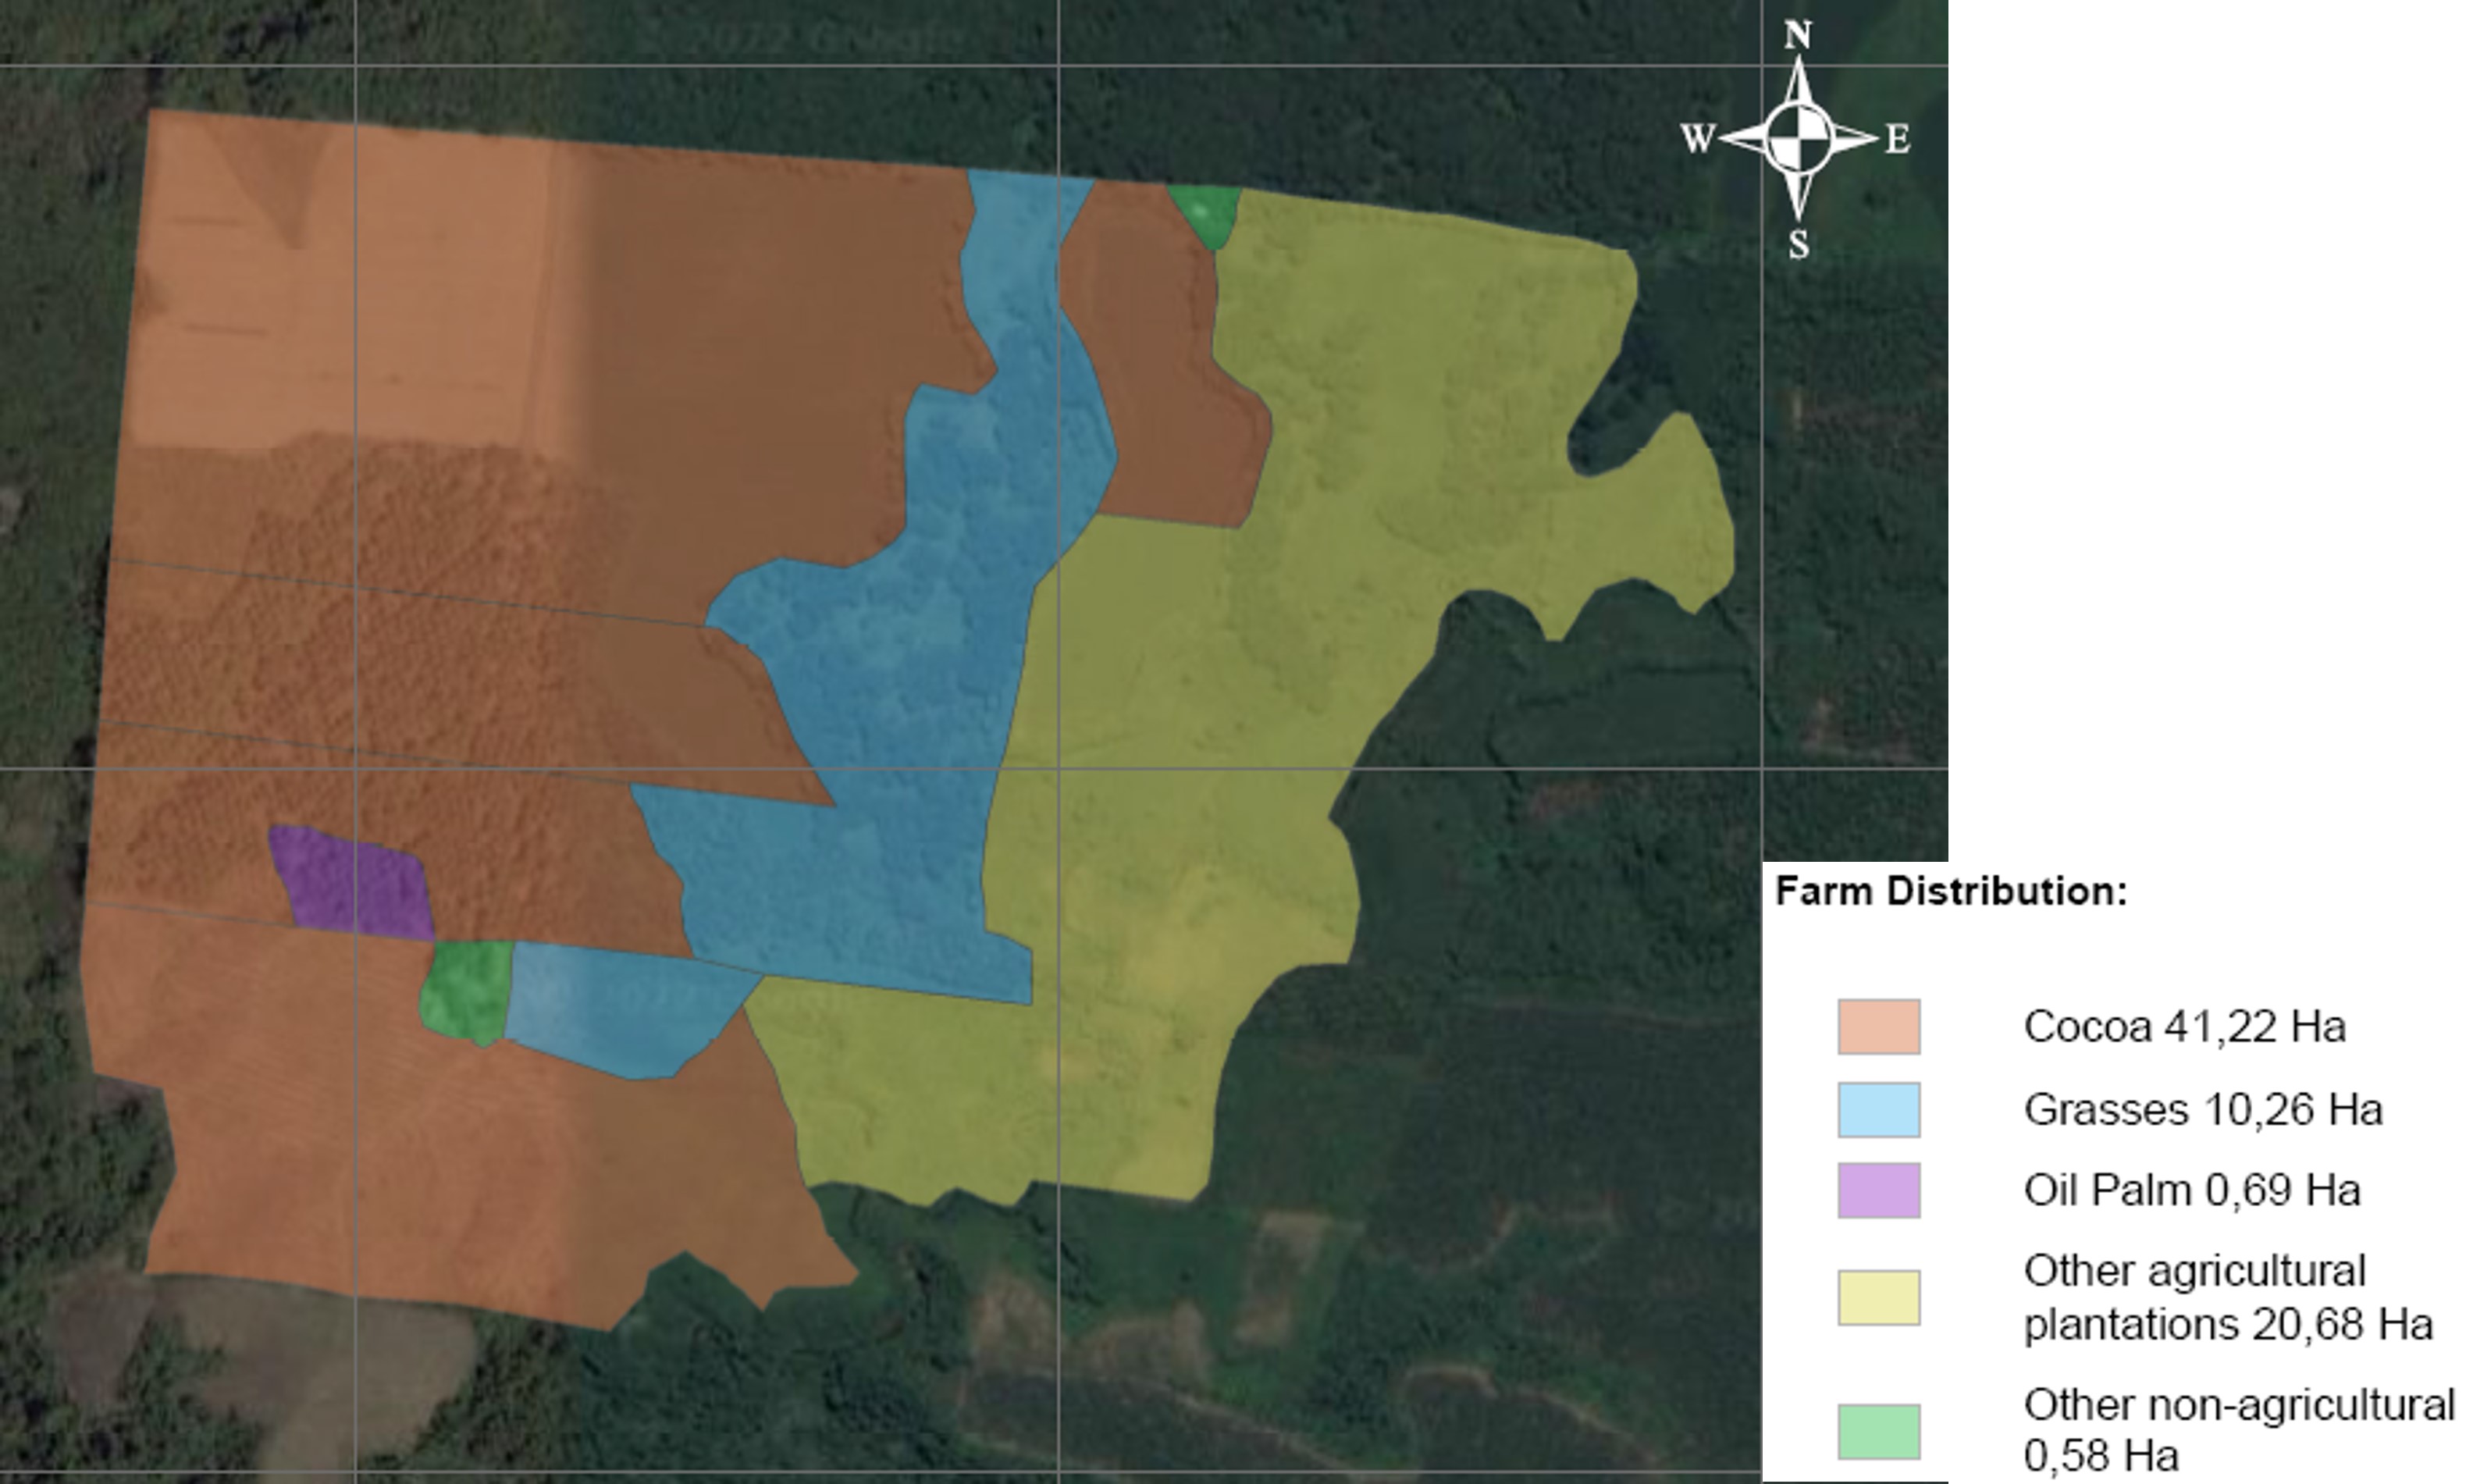 N
W E
S
Farm Distribution:
Cocoa 41,22 Ha
Grasses 10,26 Ha
Oil Palm 0,69 Ha
Other agricultural
plantations 20,68 Ha
Other non-agricultural
0,58 Ha